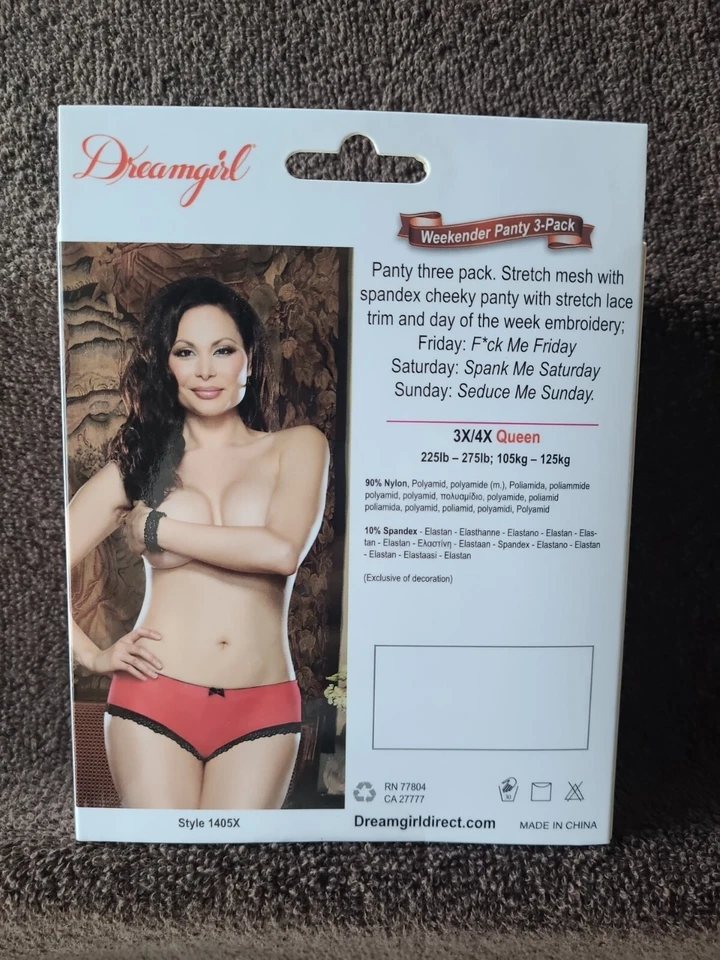 Dreamgirl
Weekender Panty 3-Pack
Panty three pack. Stretch mesh with
spandex cheeky panty with stretch lace
trim and day of the week embroidery;
Friday: F*ck Me Friday
Saturday: Spank Me Saturday
Sunday: Seduce Me Sunday.
3X/4X Queen
225lb – 275lb; 105kg – 125kg
90% Nylon, Polyamid, polyamide (m.), Poliamida, poliammide
polyamid, polyamid, πολυαμίδιο, polyamide, poliamid
poliamida, polyamid, poliamid, polyamidi, Polyamid
10% Spandex - Elastan - Elasthanne - Elastano - Elastan - Elas-
tan - Elastan - Ελαστίνη - Elastaan - Spandex - Elastano - Elastan
- Elastan - Elastaasi - Elastan
(Exclusive of decoration)
RN 77804
CA 27777
Style 1405X
Dreamgirldirect.com
MADE IN CHINA